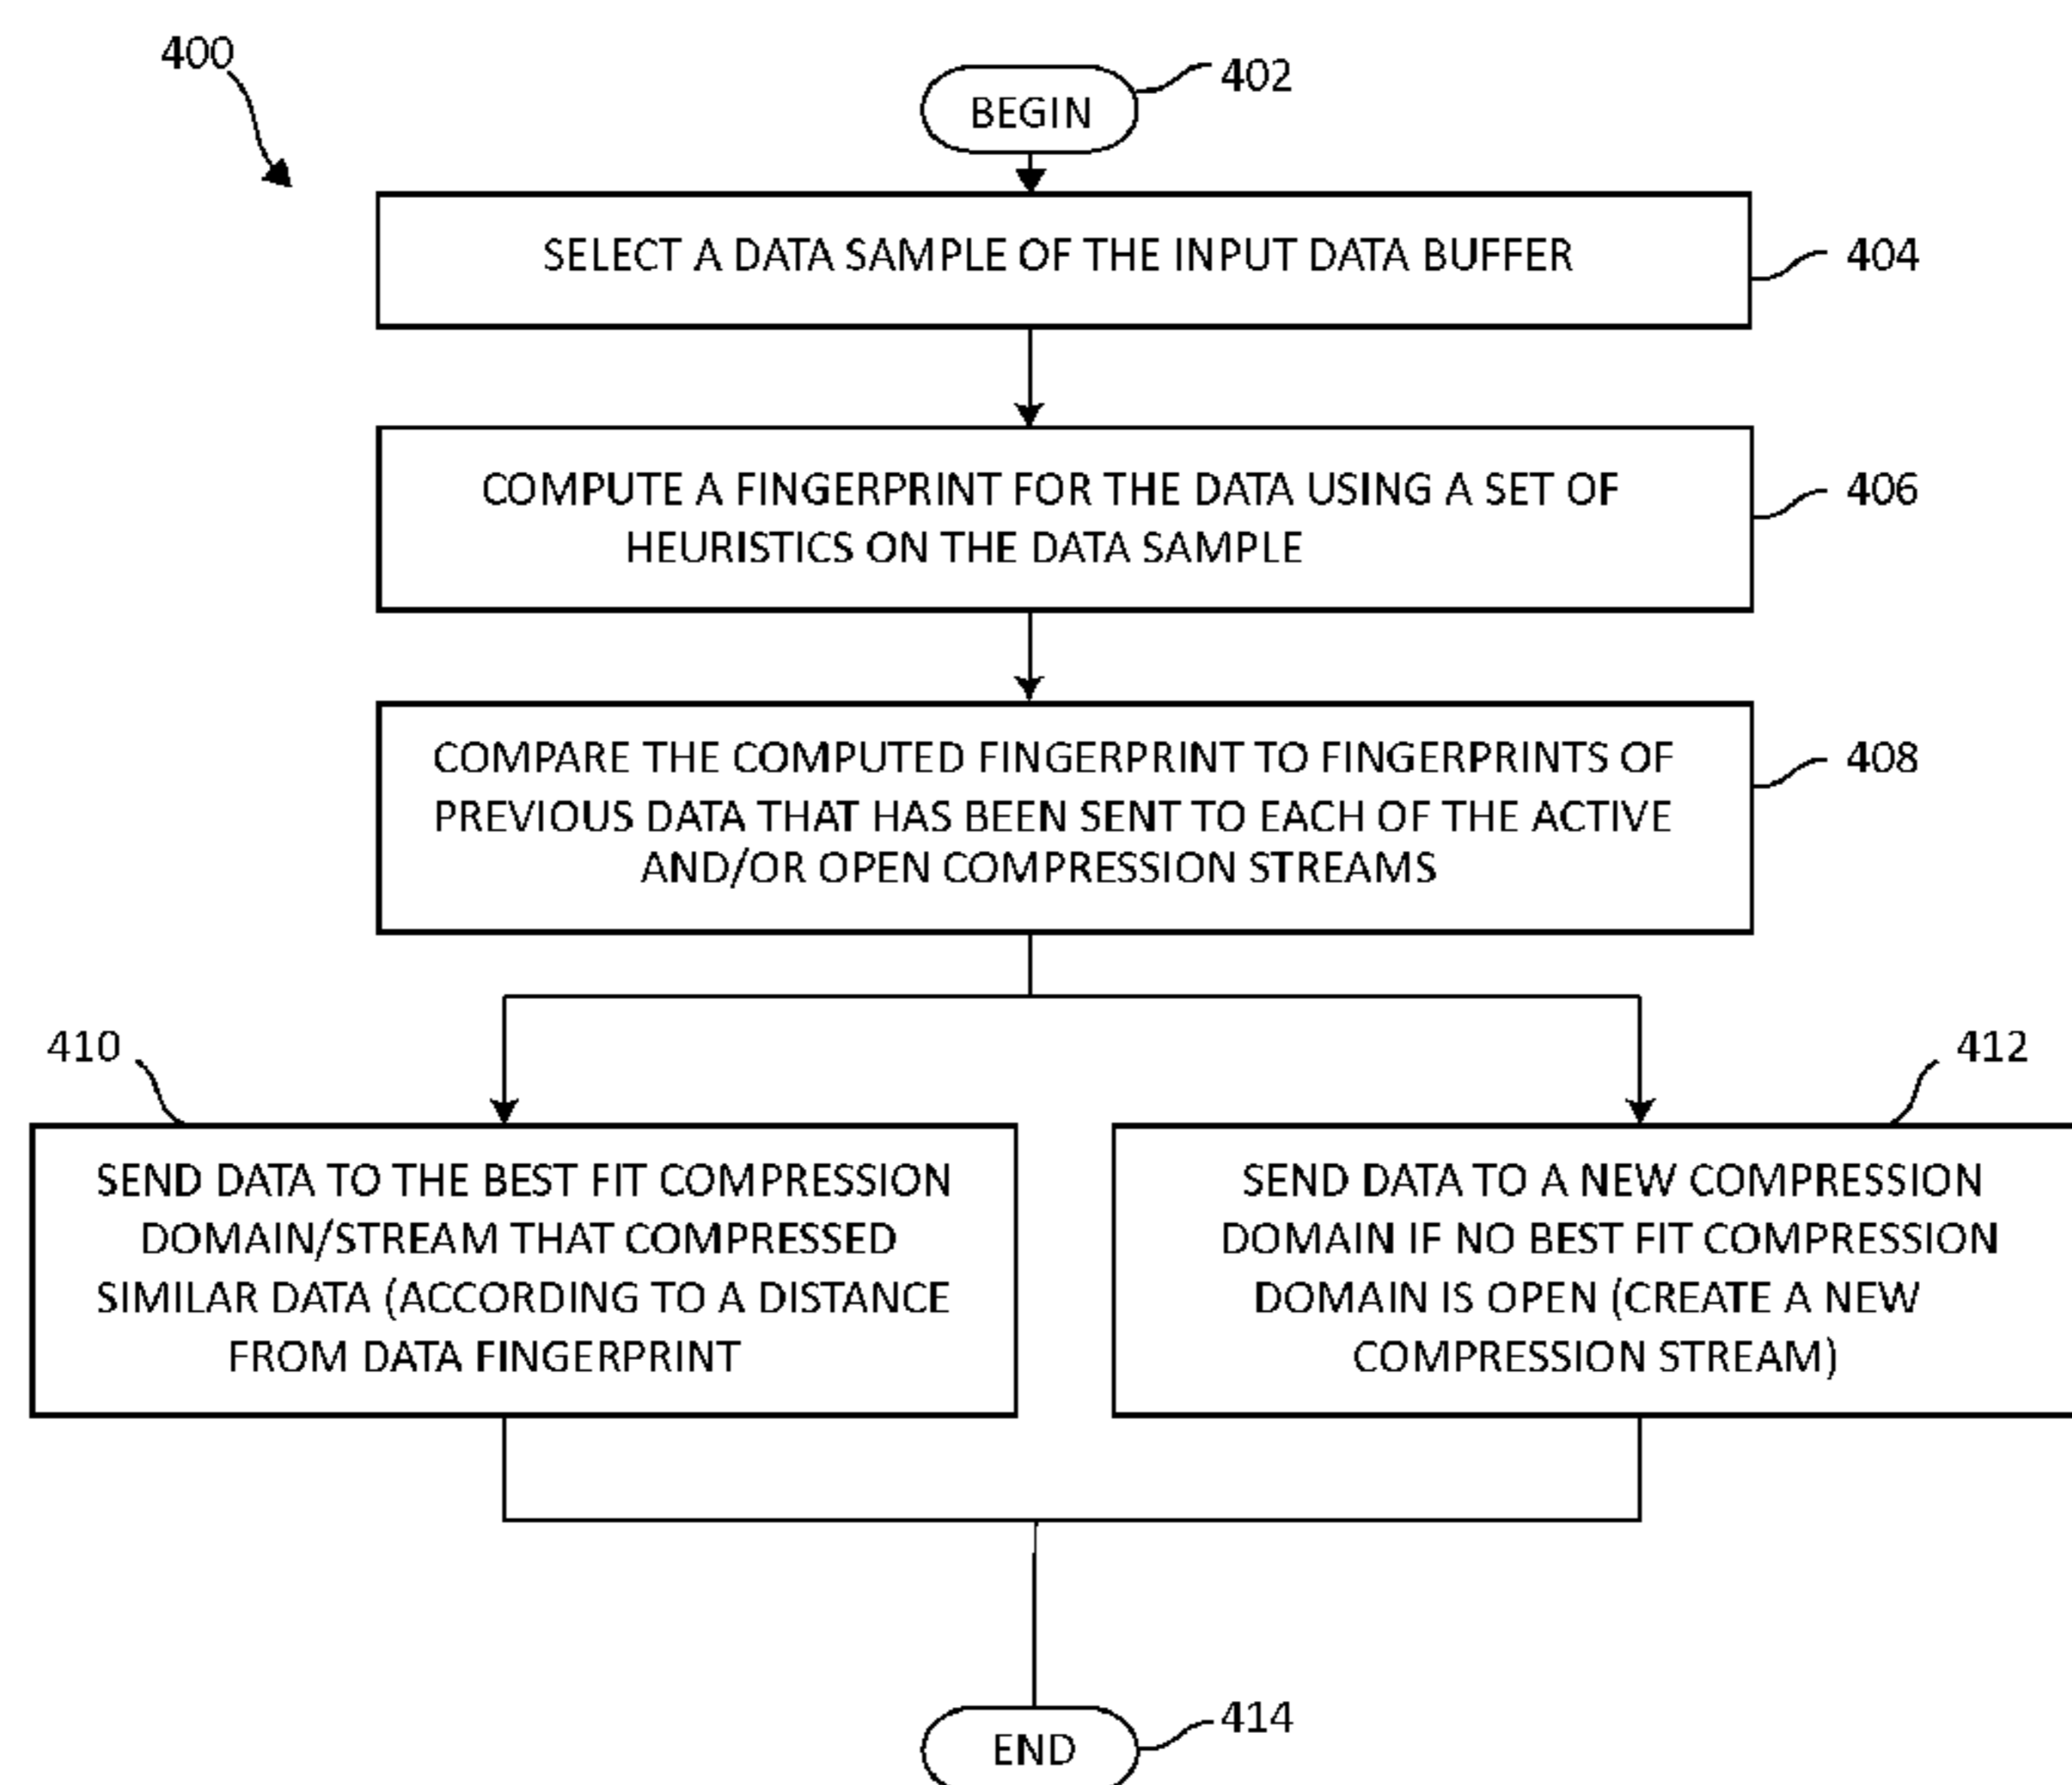 400
402
BEGIN
SELECT A DATA SAMPLE OF THE INPUT DATA BUFFER
404
COMPUTE A FINGERPRINT FOR THE DATA USING A SET OF
HEURISTICS ON THE DATA SAMPLE
406
COMPARE THE COMPUTED FINGERPRINT TO FINGERPRINTS OF
PREVIOUS DATA THAT HAS BEEN SENT TO EACH OF THE ACTIVE
AND/OR OPEN COMPRESSION STREAMS
408
410
SEND DATA TO THE BEST FIT COMPRESSION
DOMAIN/STREAM THAT COMPRESSED
SIMILAR DATA (ACCORDING TO A DISTANCE
FROM DATA FINGERPRINT
412
SEND DATA TO A NEW COMPRESSION
DOMAIN IF NO BEST FIT COMPRESSION
DOMAIN IS OPEN (CREATE A NEW
COMPRESSION STREAM)
414
END